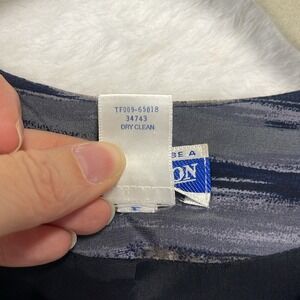 TF009-65018
34743
DRY CLEAN
BE A
ON